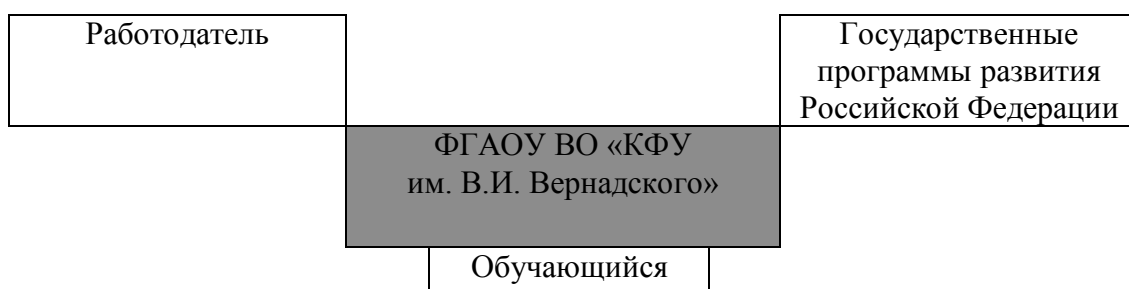 Работодатель
Государственные
программы развития
Российской Федерации
ФГАОУ ВО «КФУ
им. В.И. Вернадского»
Обучающийся